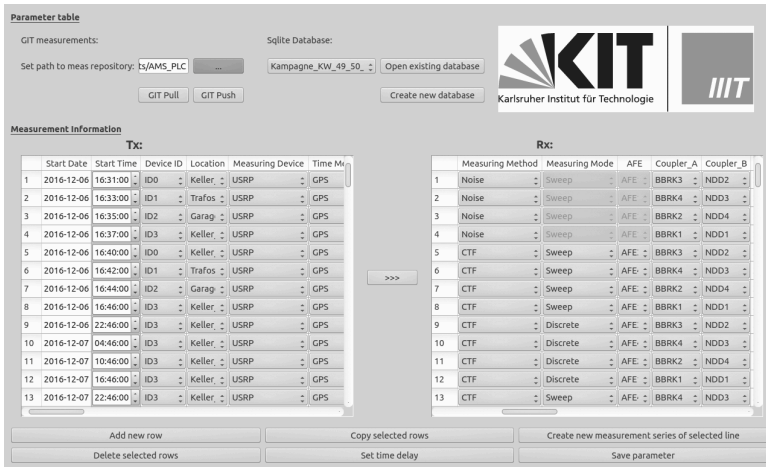 Parameter table
GIT measurements:
Sqlite Database:
Set path to meas repository: ts/AMS_PLC ...
Kampagne_KW_49_50_ Open existing database
GIT Pull GIT Push
Create new database
KIT
Karlsruher Institut für Technologie
IIIT
Measurement Information
Tx:
Start Date Start Time Device ID Location Measuring Device Time Me
1 2016-12-06 16:31:00 ID0 Keller_ USRP GPS
2 2016-12-06 16:33:00 ID1 Trafos USRP GPS
3 2016-12-06 16:35:00 ID2 Garag USRP GPS
4 2016-12-06 16:37:00 ID3 Keller_ USRP GPS
5 2016-12-06 16:40:00 ID0 Keller_ USRP GPS
6 2016-12-06 16:42:00 ID1 Trafos USRP GPS
7 2016-12-06 16:44:00 ID2 Garag USRP GPS
8 2016-12-06 16:46:00 ID3 Keller_ USRP GPS
9 2016-12-06 22:46:00 ID3 Keller_ USRP GPS
10 2016-12-07 04:46:00 ID3 Keller_ USRP GPS
11 2016-12-07 10:46:00 ID3 Keller_ USRP GPS
12 2016-12-07 16:46:00 ID3 Keller_ USRP GPS
13 2016-12-07 22:46:00 ID3 Keller_ USRP GPS
>>>
Rx:
Measuring Method Measuring Mode AFE Coupler_A Coupler_B
1 Noise Sweep AFE BBRK3 NDD2
2 Noise Sweep AFE BBRK4 NDD3
3 Noise Sweep AFE BBRK2 NDD4
4 Noise Sweep AFE BBRK1 NDD1
5 CTF Sweep AFE BBRK3 NDD2
6 CTF Sweep AFE BBRK4 NDD3
7 CTF Sweep AFE BBRK2 NDD4
8 CTF Sweep AFE BBRK1 NDD1
9 CTF Discrete AFE BBRK3 NDD2
10 CTF Discrete AFE BBRK4 NDD3
11 CTF Discrete AFE BBRK2 NDD4
12 CTF Discrete AFE BBRK1 NDD1
13 CTF Sweep AFE BBRK4 NDD3
Add new row Copy selected rows Create new measurement series of selected line
Delete selected rows Set time delay Save parameter